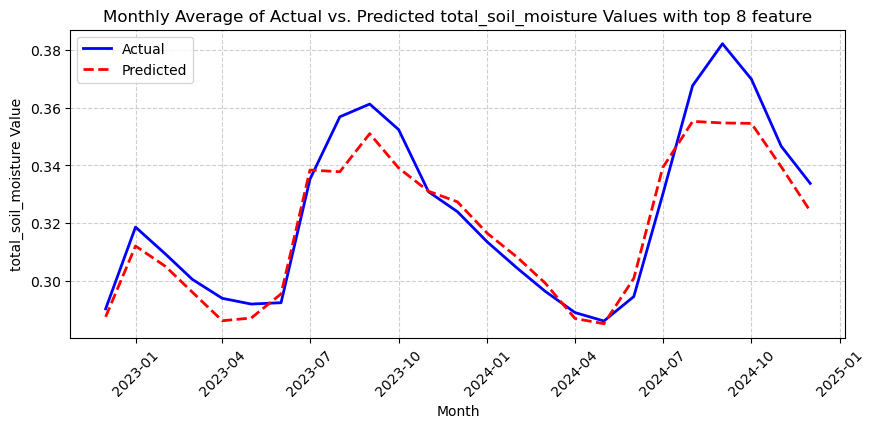 Monthly Average of Actual vs. Predicted total_soil_moisture Values with top 8 feature
Actual
Predicted
total_soil_moisture Value
0.38
0.36
0.34
0.32
0.30
2023-01
2023-04
2023-07
2023-10
2024-01
2024-04
2024-07
2024-10
2025-01
Month